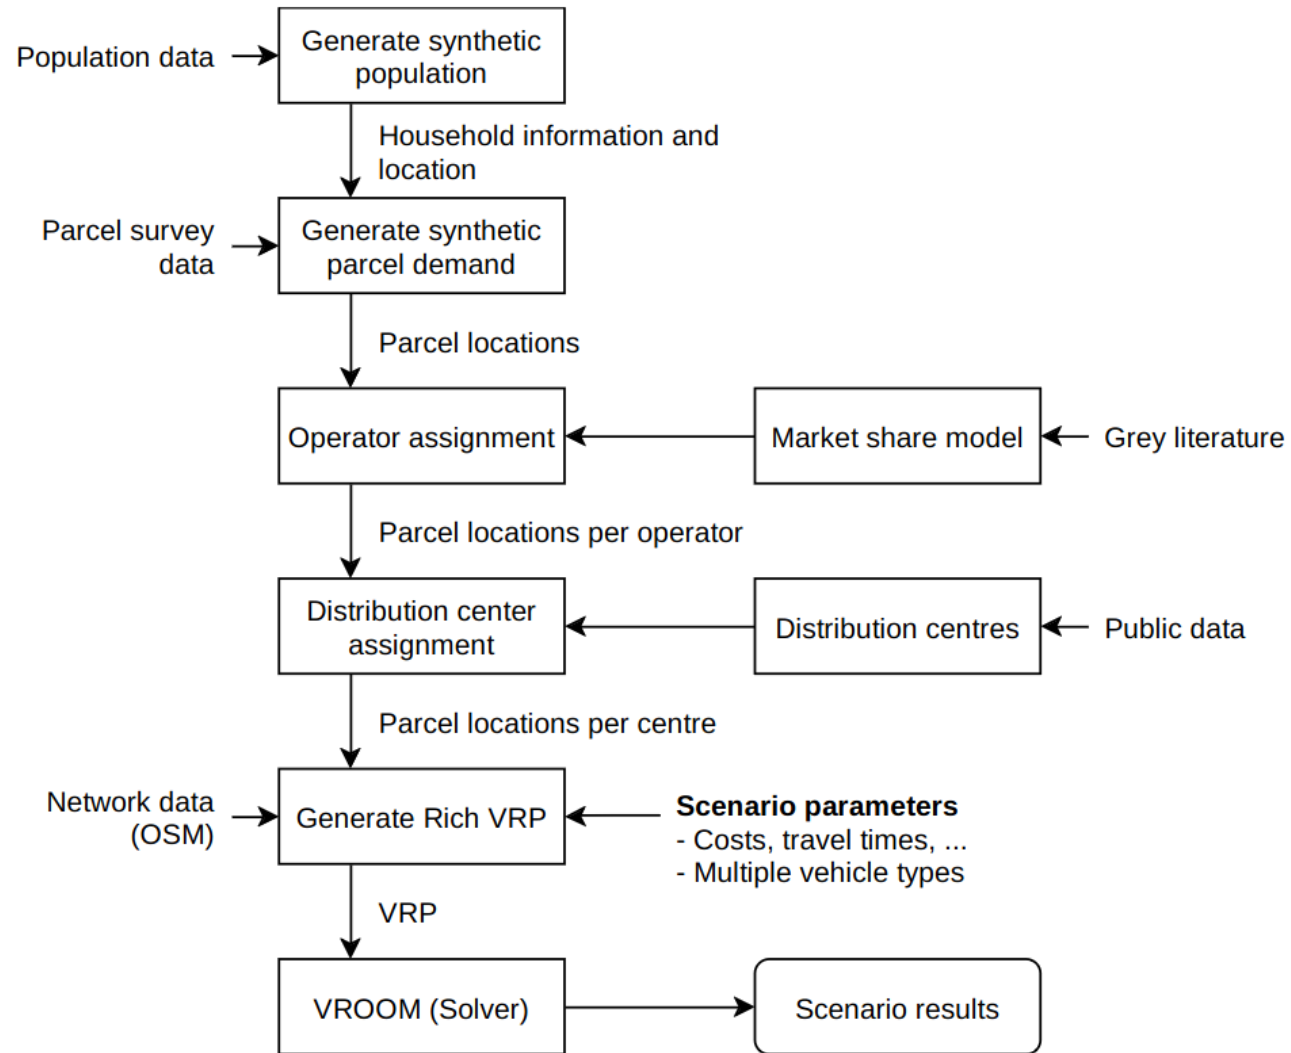 Population data
Generate synthetic
population
Household information and
location
Parcel survey
data
Generate synthetic
parcel demand
Parcel locations
Operator assignment
Market share model
Grey literature
Parcel locations per operator
Distribution center
assignment
Distribution centres
Public data
Parcel locations per centre
Network data
(OSM)
Generate Rich VRP
Scenario parameters
- Costs, travel times, ...
- Multiple vehicle types
VRP
VROOM (Solver)
Scenario results